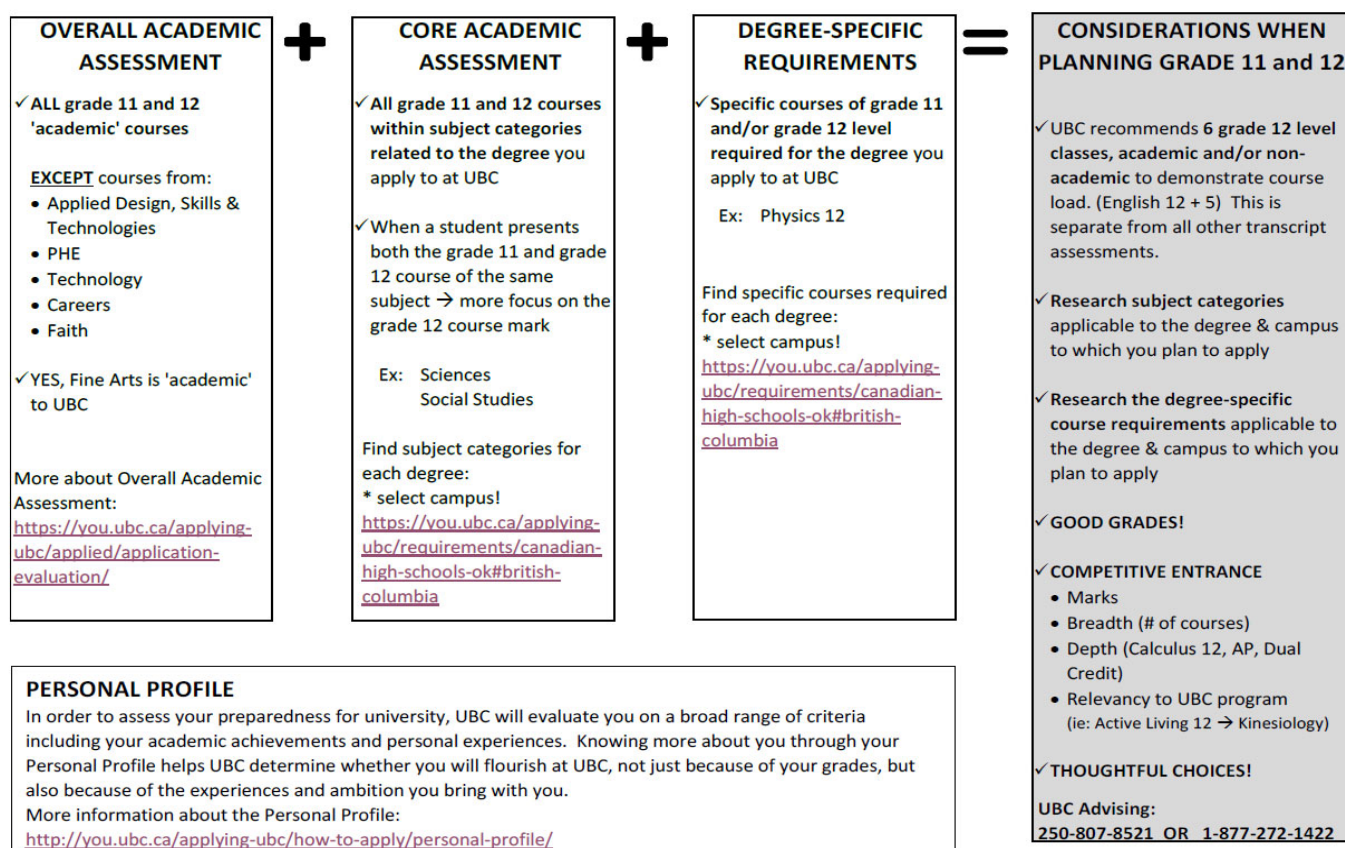 OVERALL ACADEMIC
ASSESSMENT
✓ALL grade 11 and 12
'academic' courses
EXCEPT courses from:
• Applied Design, Skills &
Technologies
• PHE
• Technology
• Careers
• Faith
✓YES, Fine Arts is 'academic'
to UBC
More about Overall Academic
Assessment:
https://you.ubc.ca/applying-
ubc/applied/application-
evaluation/
+
CORE ACADEMIC
ASSESSMENT
✓All grade 11 and 12 courses
within subject categories
related to the degree you
apply to at UBC
✓When a student presents
both the grade 11 and grade
12 course of the same
subject → more focus on the
grade 12 course mark
Ex: Sciences
Social Studies
Find subject categories for
each degree:
* select campus!
https://you.ubc.ca/applying-
ubc/requirements/canadian-
high-schools-ok#british-
columbia
+
DEGREE-SPECIFIC
REQUIREMENTS
✓Specific courses of grade 11
and/or grade 12 level
required for the degree you
apply to at UBC
Ex: Physics 12
Find specific courses required
for each degree:
* select campus!
https://you.ubc.ca/applying-
ubc/requirements/canadian-
high-schools-ok#british-
columbia
=
CONSIDERATIONS WHEN
PLANNING GRADE 11 and 12
✓UBC recommends 6 grade 12 level
classes, academic and/or non-
academic to demonstrate course
load. (English 12 + 5) This is
separate from all other transcript
assessments.
✓Research subject categories
applicable to the degree & campus
to which you plan to apply
✓Research the degree-specific
course requirements applicable to
the degree & campus to which you
plan to apply
✓GOOD GRADES!
✓COMPETITIVE ENTRANCE
• Marks
• Breadth (# of courses)
• Depth (Calculus 12, AP, Dual
Credit)
• Relevancy to UBC program
(ie: Active Living 12 → Kinesiology)
✓THOUGHTFUL CHOICES!
UBC Advising:
250-807-8521 OR 1-877-272-1422
PERSONAL PROFILE
In order to assess your preparedness for university, UBC will evaluate you on a broad range of criteria
including your academic achievements and personal experiences. Knowing more about you through your
Personal Profile helps UBC determine whether you will flourish at UBC, not just because of your grades, but
also because of the experiences and ambition you bring with you.
More information about the Personal Profile:
http://you.ubc.ca/applying-ubc/how-to-apply/personal-profile/